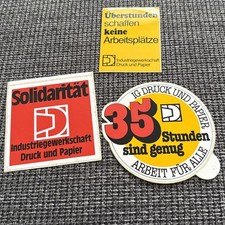 Überstunden
schaffen
keine
Arbeitsplätze
Industriegewerkschaft
Druck und Papier
Solidarität
Industriegewerkschaft
Druck und Papier
IG DRUCK UND PAPIER
35 Stunden
sind genug
ARBEIT FÜR ALLE